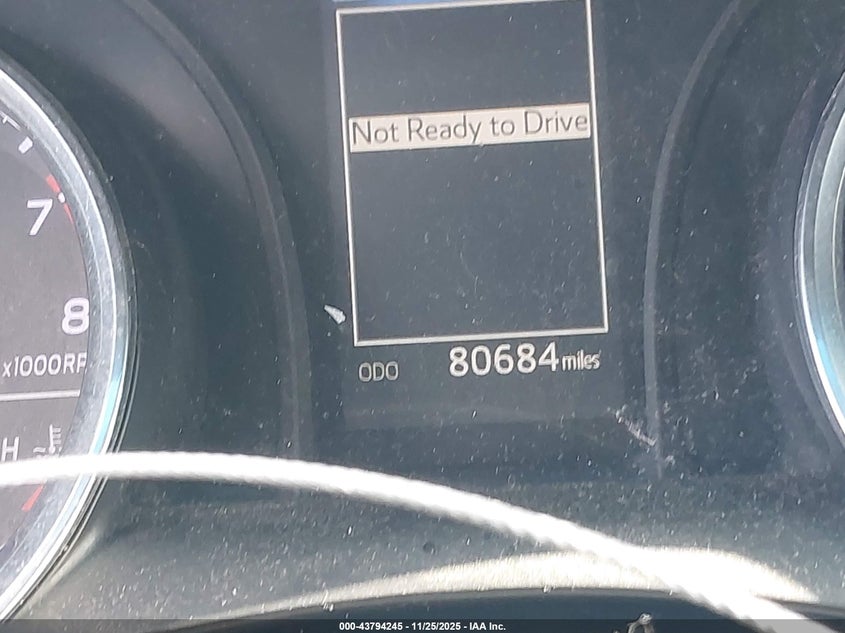 Not Ready to Drive
7
8
x1000RP
H
ODO 80684 miles
000-43794245 - 11/25/2025 - IAA Inc.